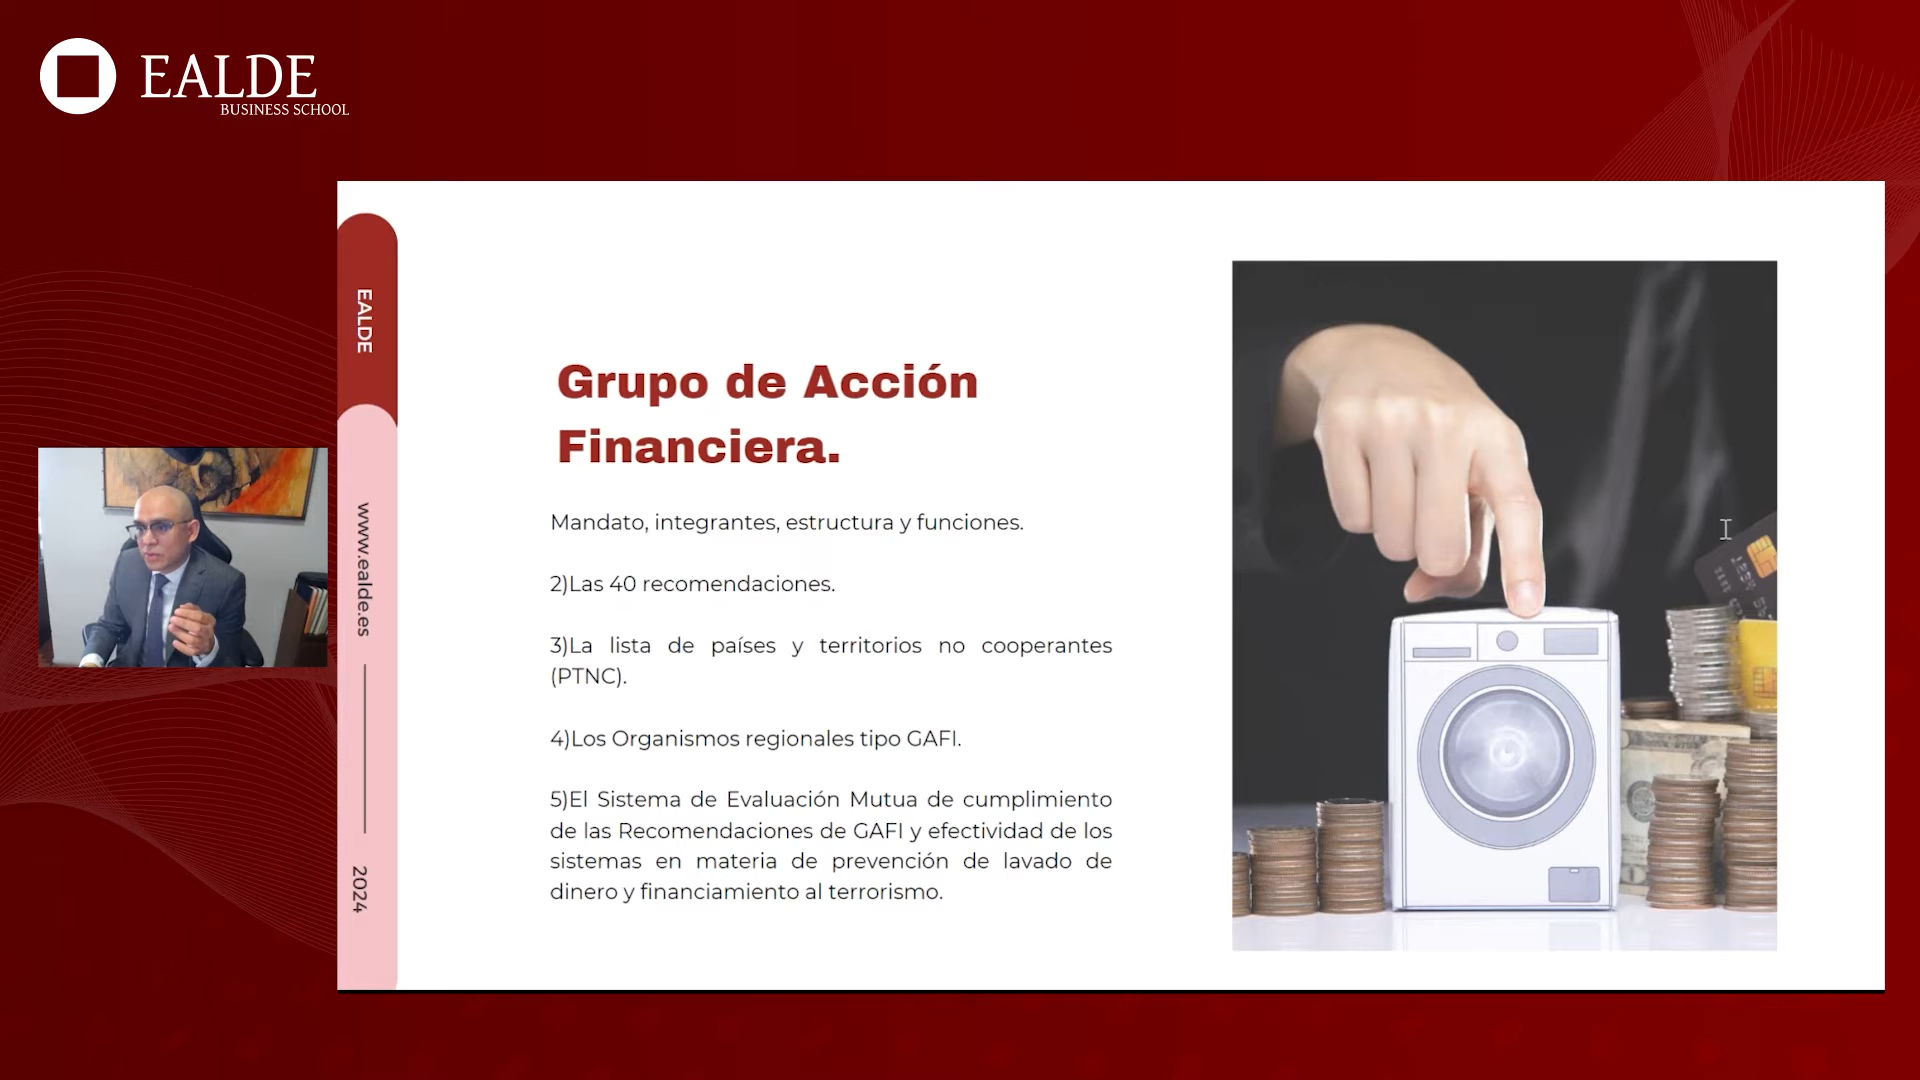 EALDE
BUSINESS SCHOOL
EALDE
www.ealde.es
2024
Grupo de Acción
Financiera.
Mandato, integrantes, estructura y funciones.
2)Las 40 recomendaciones.
3)La lista de países y territorios no cooperantes
(PTNC).
4)Los Organismos regionales tipo GAFI.
5)El Sistema de Evaluación Mutua de cumplimiento
de las Recomendaciones de GAFI y efectividad de los
sistemas en materia de prevención de lavado de
dinero y financiamiento al terrorismo.